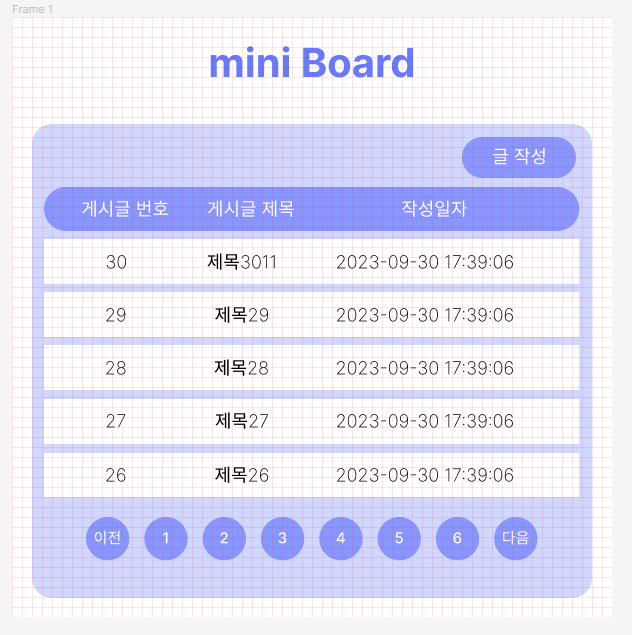 Frame 1
mini Board
글 작성
게시글 번호 게시글 제목 작성일자
30 제목3011 2023-09-30 17:39:06
29 제목29 2023-09-30 17:39:06
28 제목28 2023-09-30 17:39:06
27 제목27 2023-09-30 17:39:06
26 제목26 2023-09-30 17:39:06
이전 1 2 3 4 5 6 다음